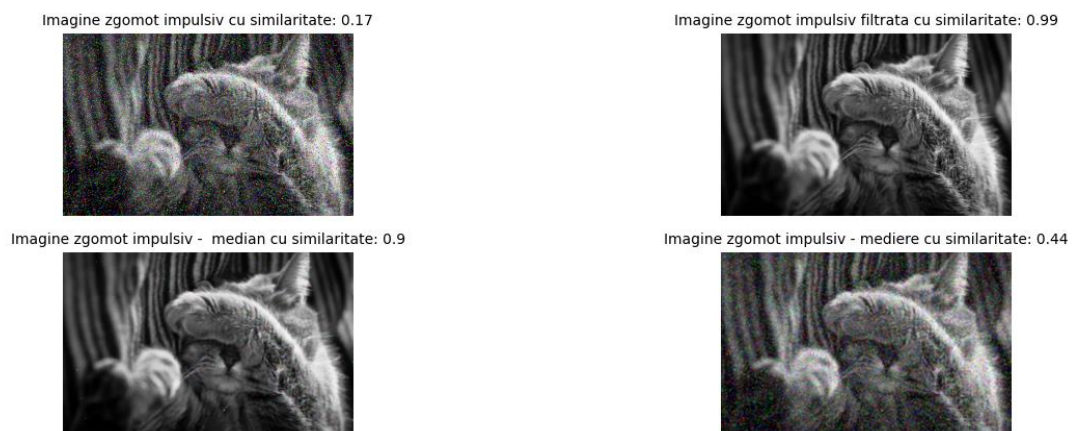 Imagine zgomot impulsiv cu similaritate: 0.17
Imagine zgomot impulsiv filtrata cu similaritate: 0.99
Imagine zgomot impulsiv -  median cu similaritate: 0.9
Imagine zgomot impulsiv - mediere cu similaritate: 0.44